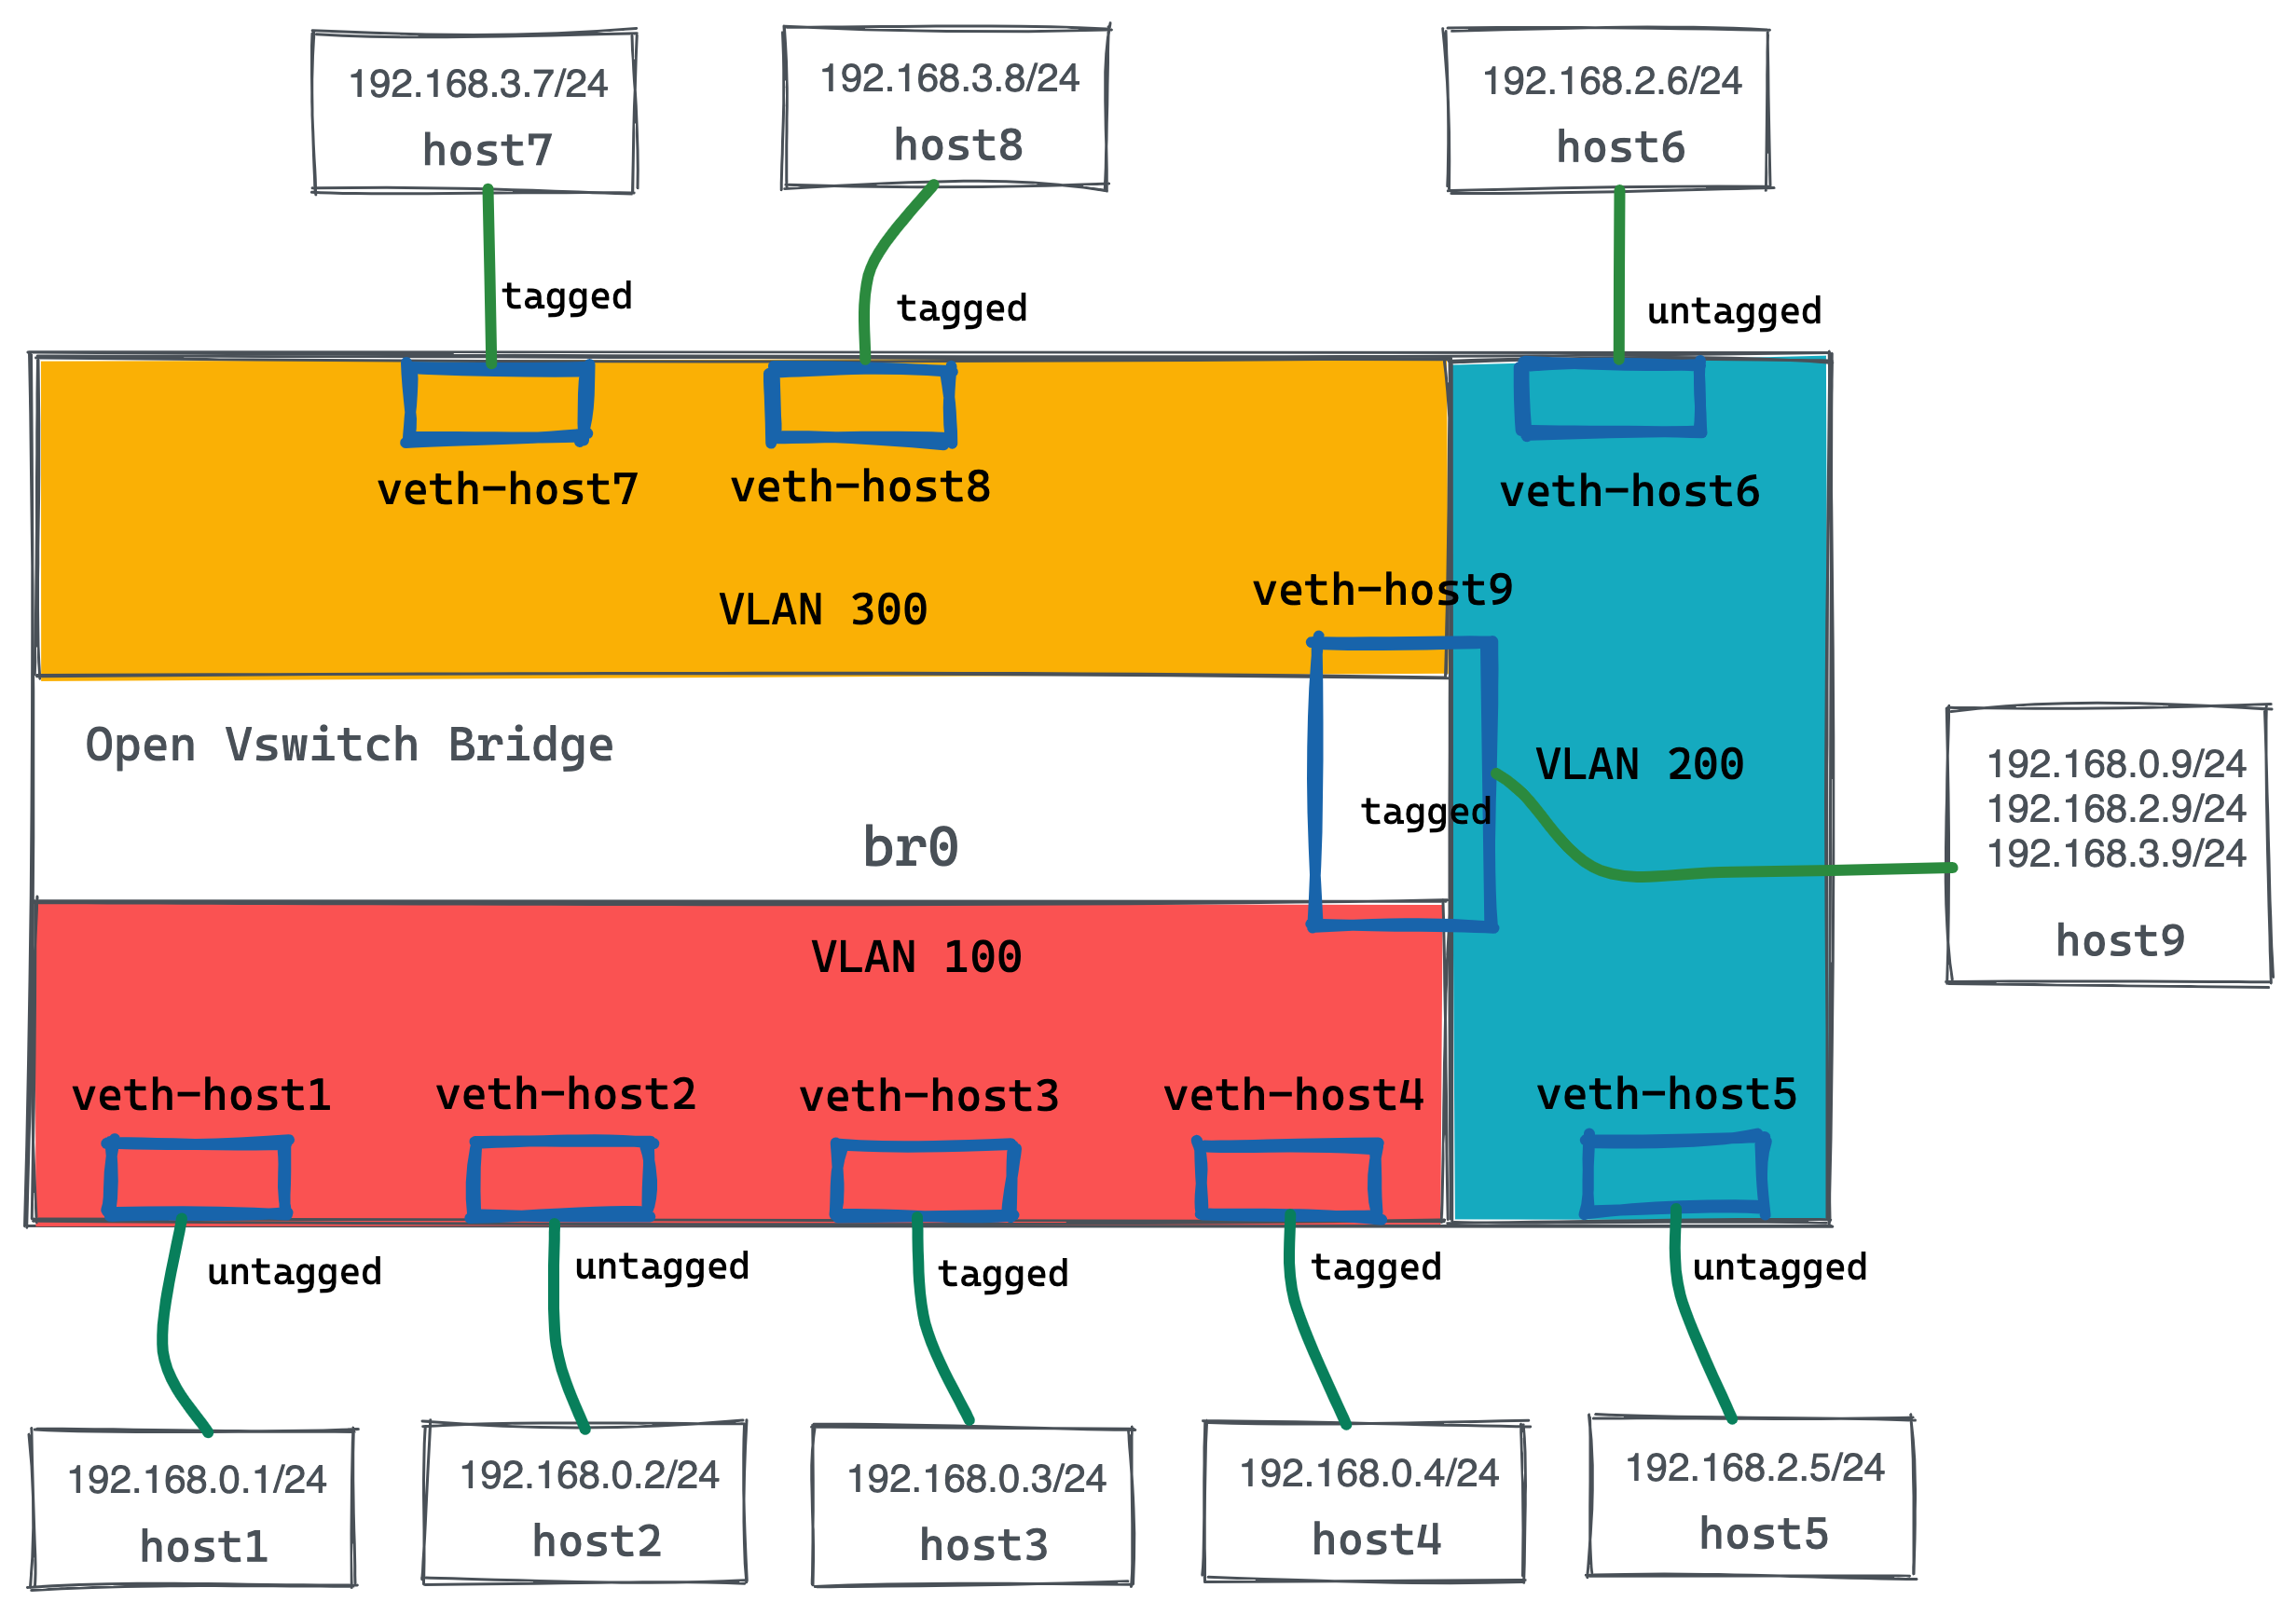 192.168.3.7/24
host7
192.168.3.8/24
host8
192.168.2.6/24
host6
tagged
tagged
untagged
veth-host7
veth-host8
veth-host6
VLAN 300
veth-host9
Open Vswitch Bridge
br0
tagged
VLAN 200
192.168.0.9/24
192.168.2.9/24
192.168.3.9/24
host9
VLAN 100
veth-host1
veth-host2
veth-host3
veth-host4
veth-host5
untagged
untagged
tagged
tagged
untagged
192.168.0.1/24
host1
192.168.0.2/24
host2
192.168.0.3/24
host3
192.168.0.4/24
host4
192.168.2.5/24
host5